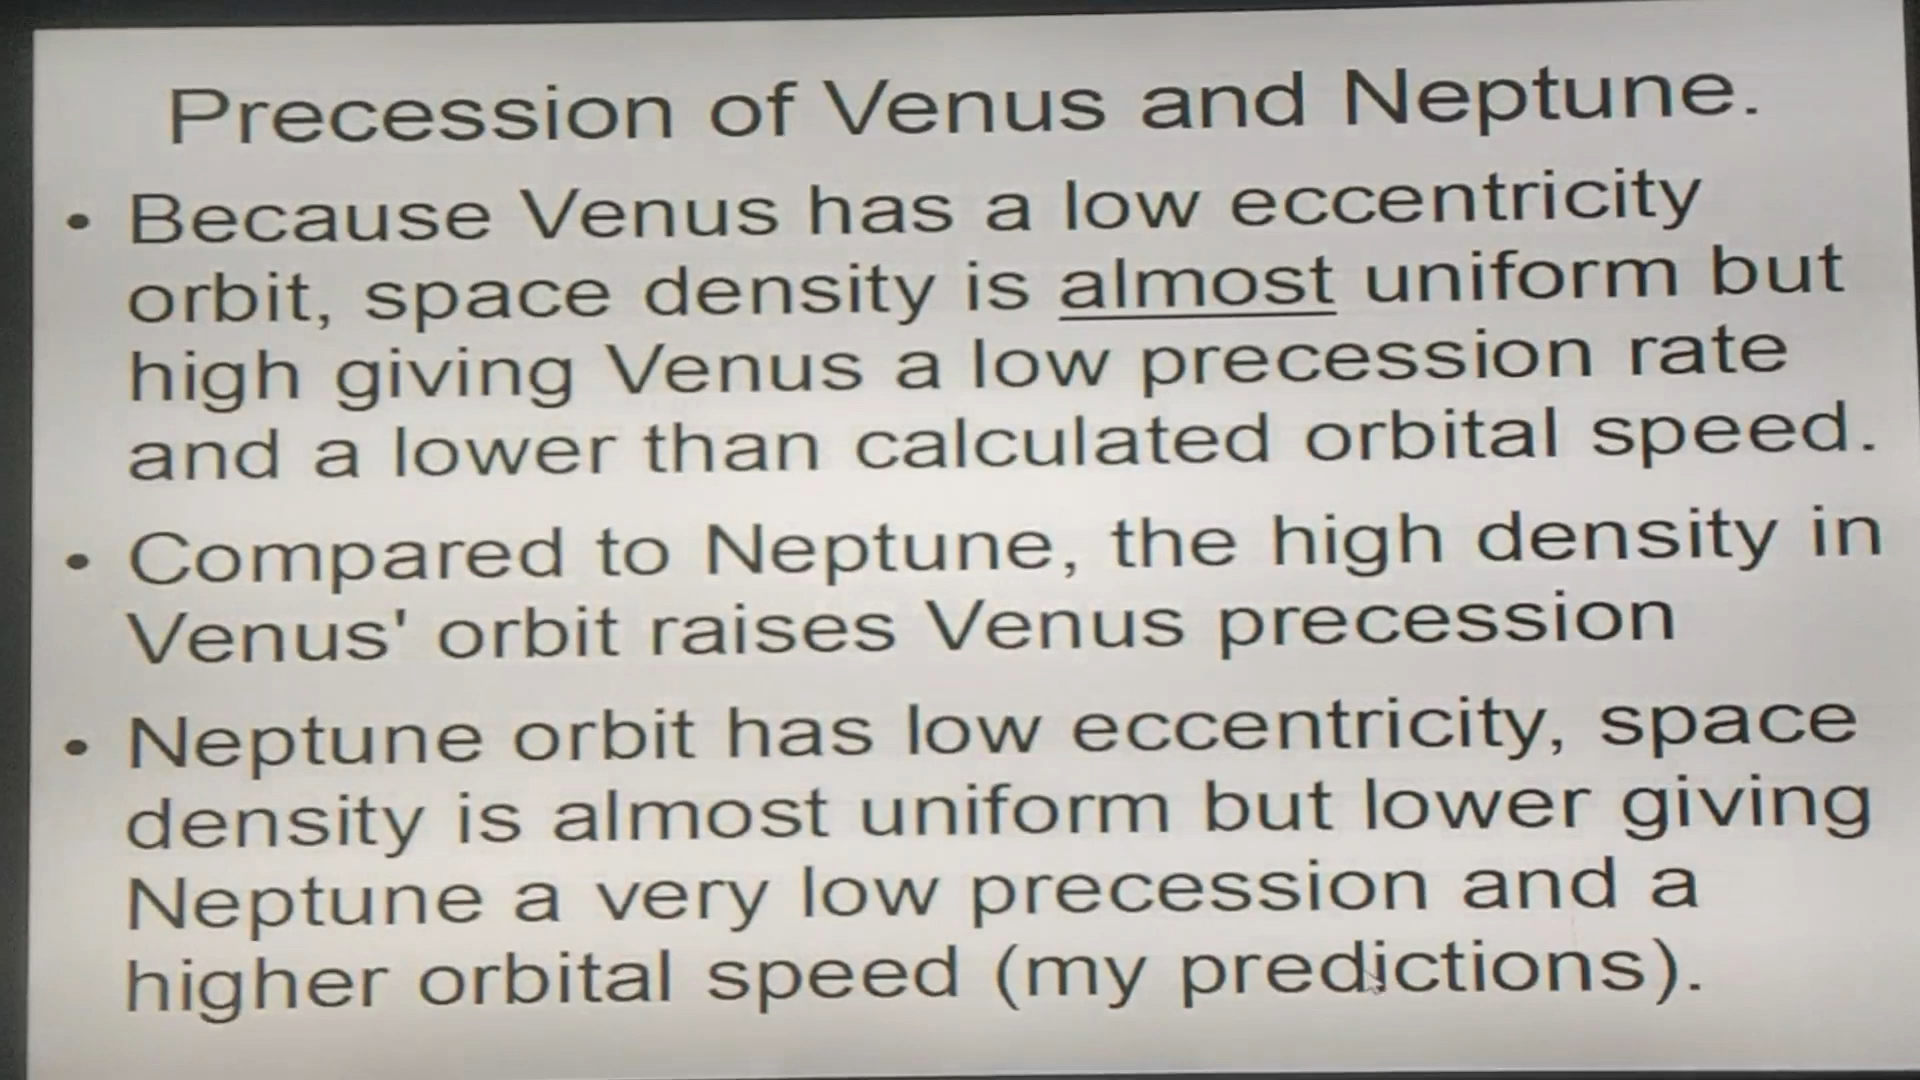 Precession of Venus and Neptune.
• Because Venus has a low eccentricity
orbit, space density is almost uniform but
high giving Venus a low precession rate
and a lower than calculated orbital speed.
• Compared to Neptune, the high density in
Venus' orbit raises Venus precession
• Neptune orbit has low eccentricity, space
density is almost uniform but lower giving
Neptune a very low precession and a
higher orbital speed (my predictions).